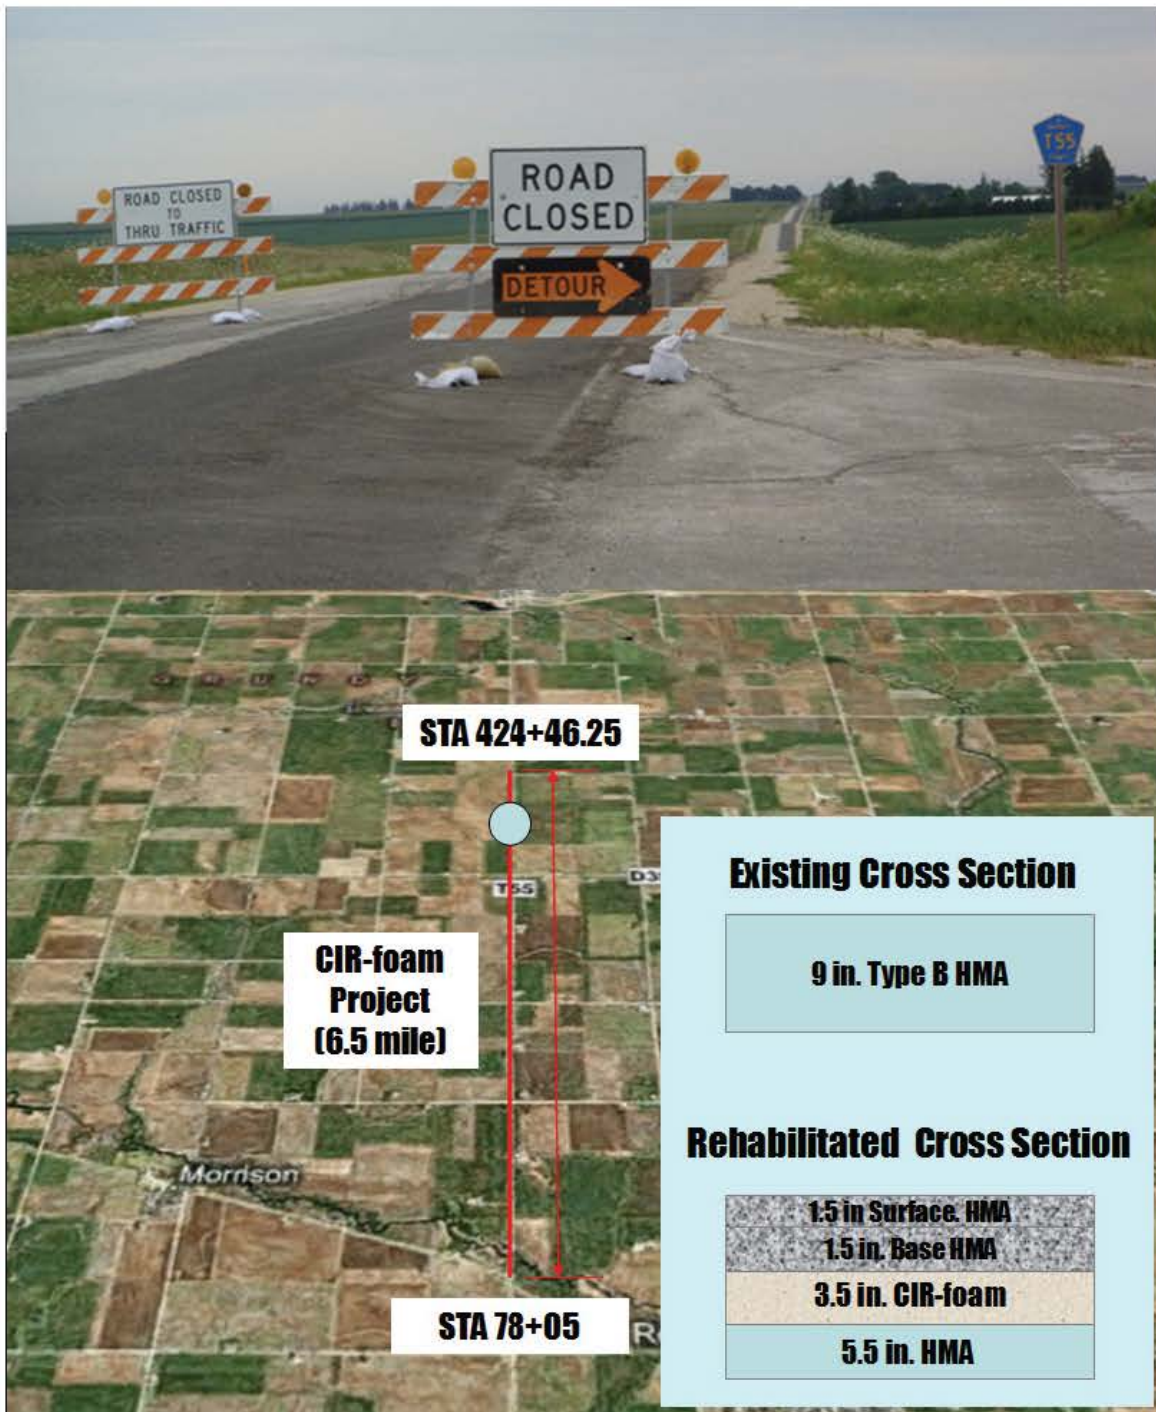 T55
ROAD CLOSED
TO
THRU TRAFFIC
ROAD
CLOSED
DETOUR
GRUNDY
STA 424+46.25
T55
CIR-foam
Project
(6.5 mile)
Morrison
STA 78+05
Existing Cross Section
9 in. Type B HMA
Rehabilitated Cross Section
1.5 in Surface. HMA
1.5 in. Base HMA
3.5 in. CIR-foam
5.5 in. HMA